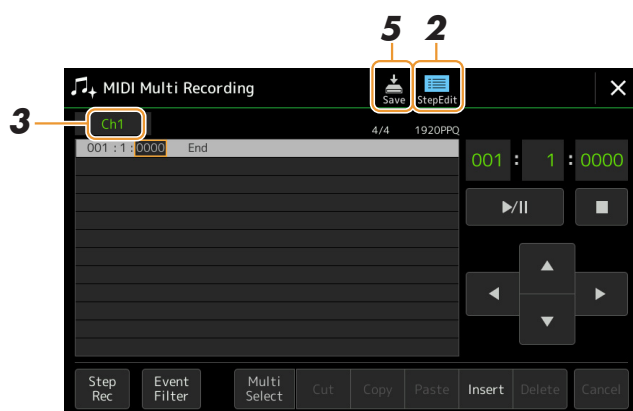 5 2
MIDI Multi Recording
Save
StepEdit
3
Ch1
4/4 1920PPQ
001 : 1 : 0000 End
001 : 1 : 0000
Step Rec
Event Filter
Multi Select
Cut
Copy
Paste
Insert
Delete
Cancel